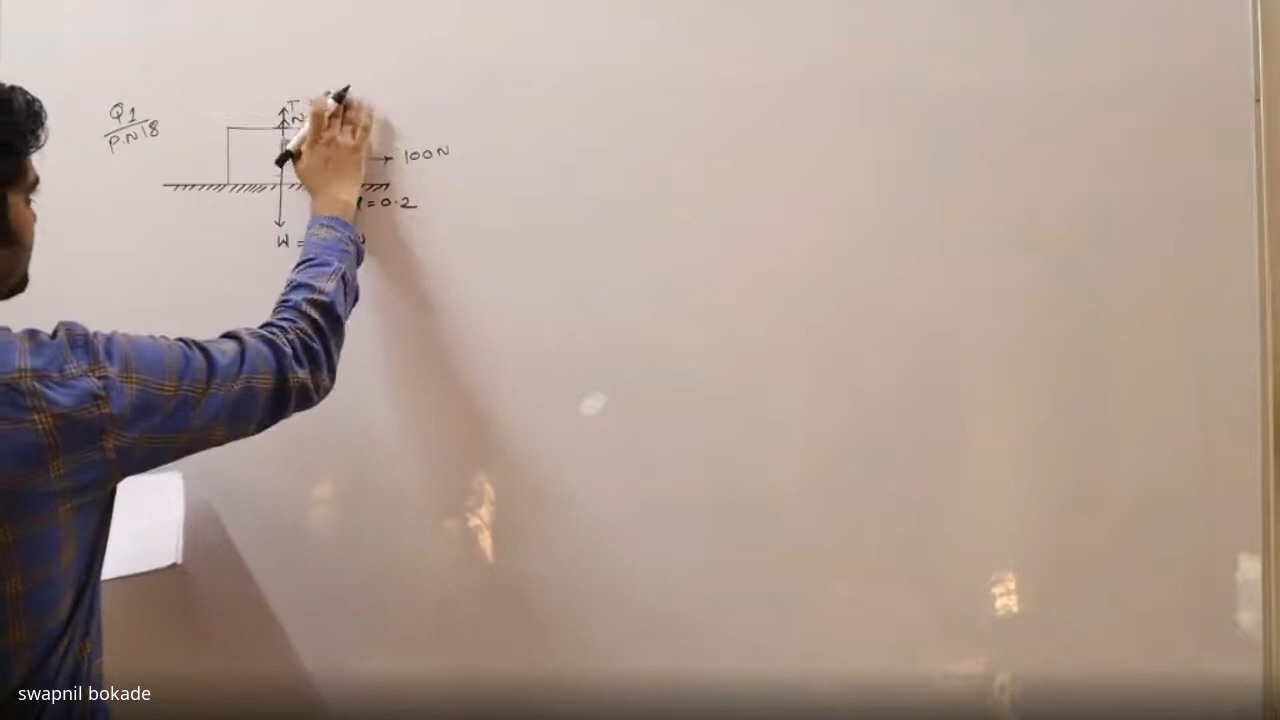 Q1
P.N 18
T
N
100N
= 0.2
W =
swapnil bokade